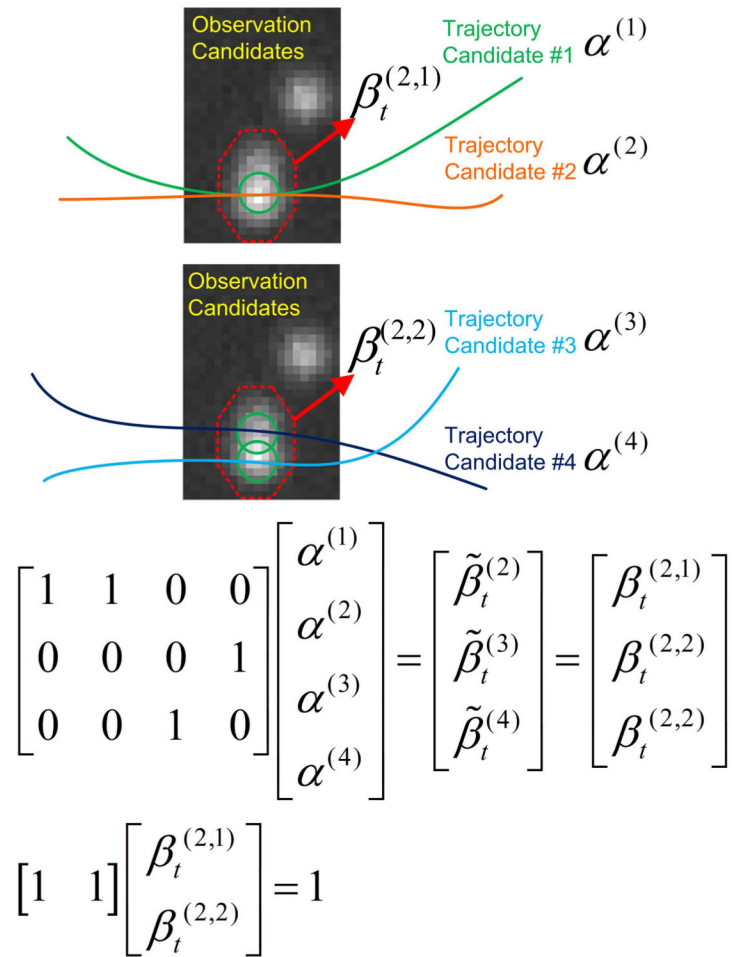 Observation
Candidates
Trajectory
Candidate #1 α^(1)
β_t^(2,1)
Trajectory
Candidate #2 α^(2)
Observation
Candidates
Trajectory
Candidate #3 α^(3)
β_t^(2,2)
Trajectory
Candidate #4 α^(4)
[1 1 0 0; 0 0 0 1; 0 0 1 0] [α^(1); α^(2); α^(3); α^(4)] = [β̃_t^(2); β̃_t^(3); β̃_t^(4)] = [β_t^(2,1); β_t^(2,2); β_t^(2,2)]
[1 1] [β_t^(2,1); β_t^(2,2)] = 1